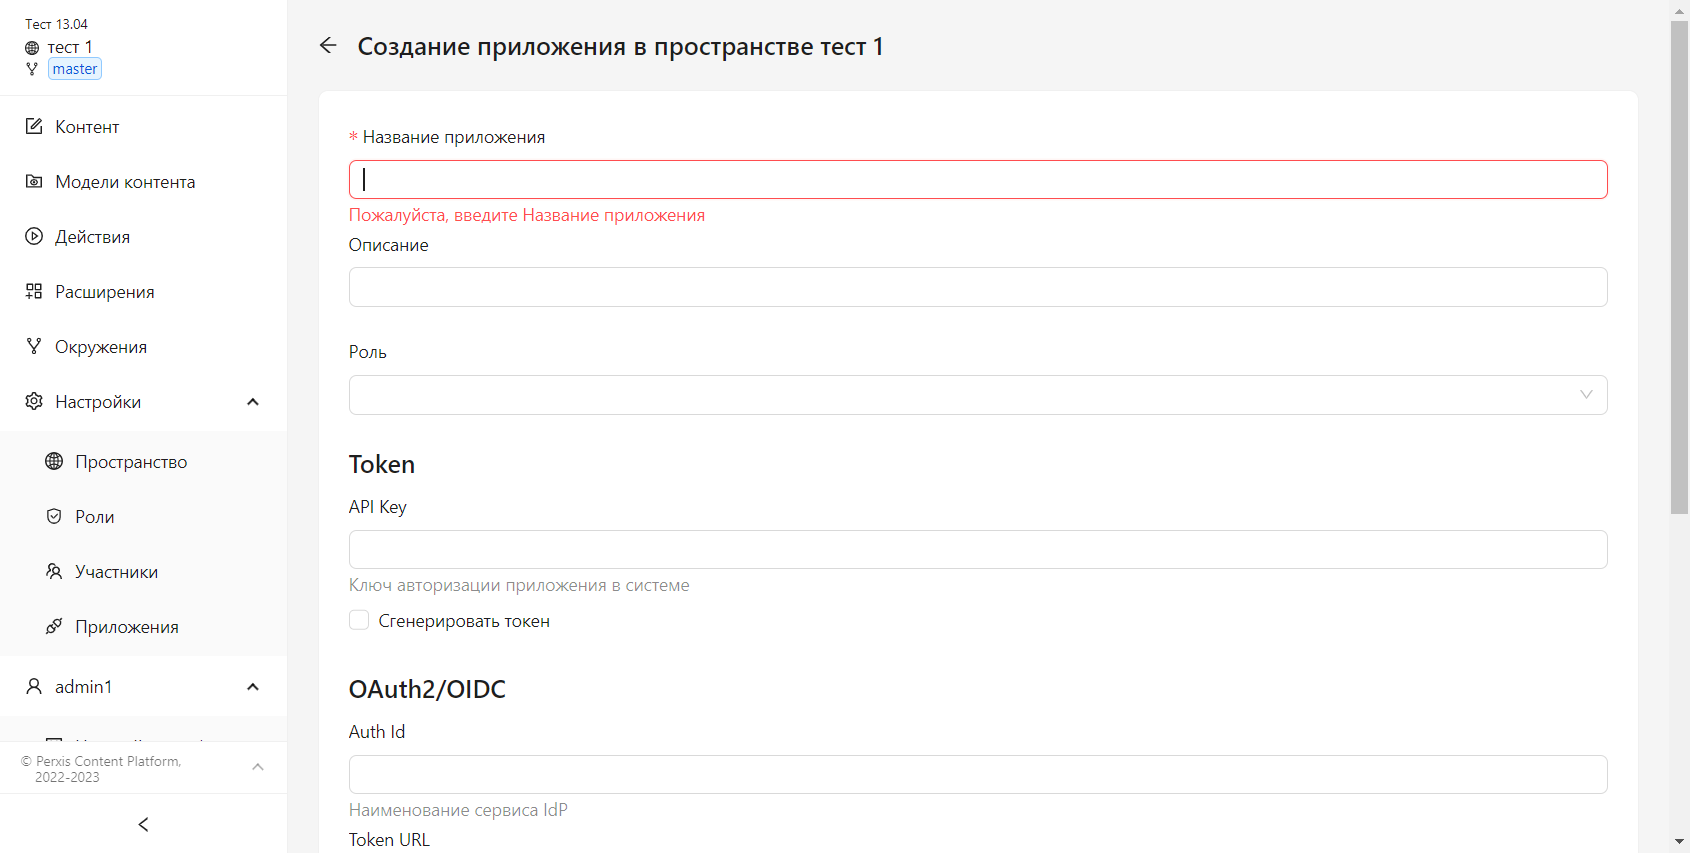 Тест 13.04
тест 1
master
Контент
Модели контента
Действия
Расширения
Окружения
Настройки
Пространство
Роли
Участники
Приложения
admin1
© Perxis Content Platform,
2022-2023
Создание приложения в пространстве тест 1
* Название приложения
Пожалуйста, введите Название приложения
Описание
Роль
Token
API Key
Ключ авторизации приложения в системе
Сгенерировать токен
OAuth2/OIDC
Auth Id
Наименование сервиса IdP
Token URL